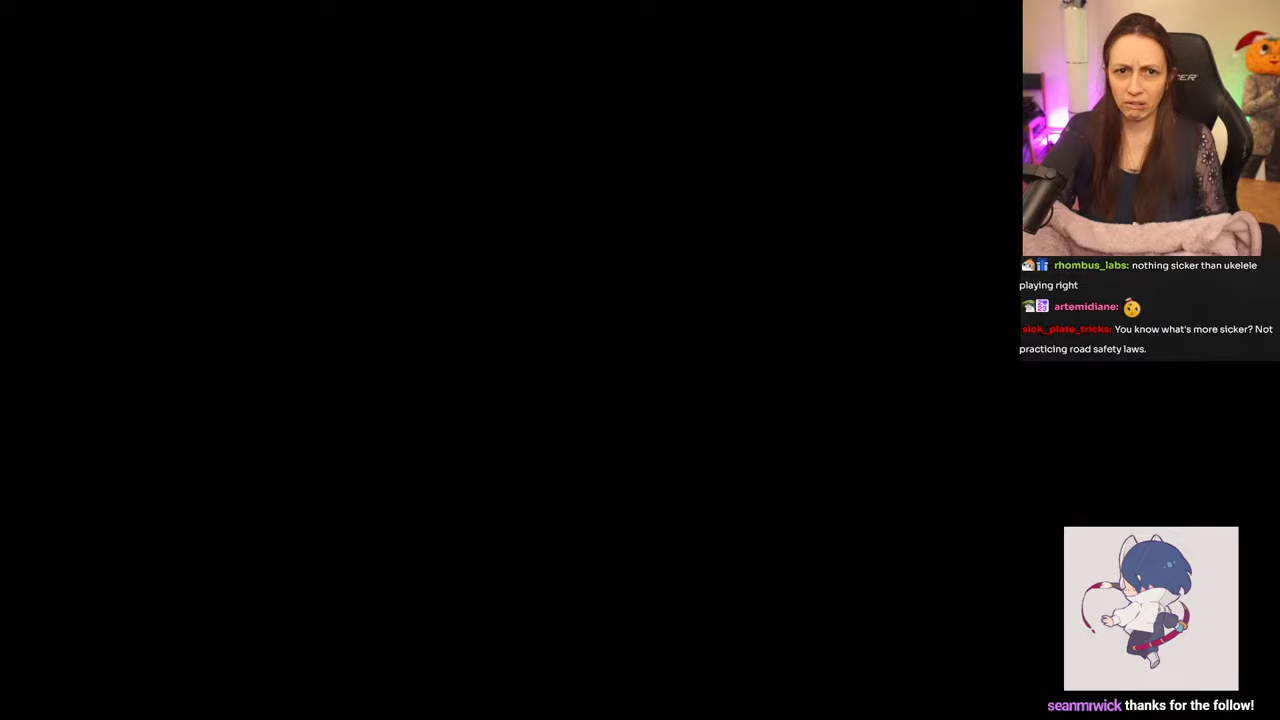 rhombus_labs: nothing sicker than ukelele
playing right
artemidiane:
sick_plate_tricks: You know what's more sicker? Not
practicing road safety laws.
seanmrwick thanks for the follow!